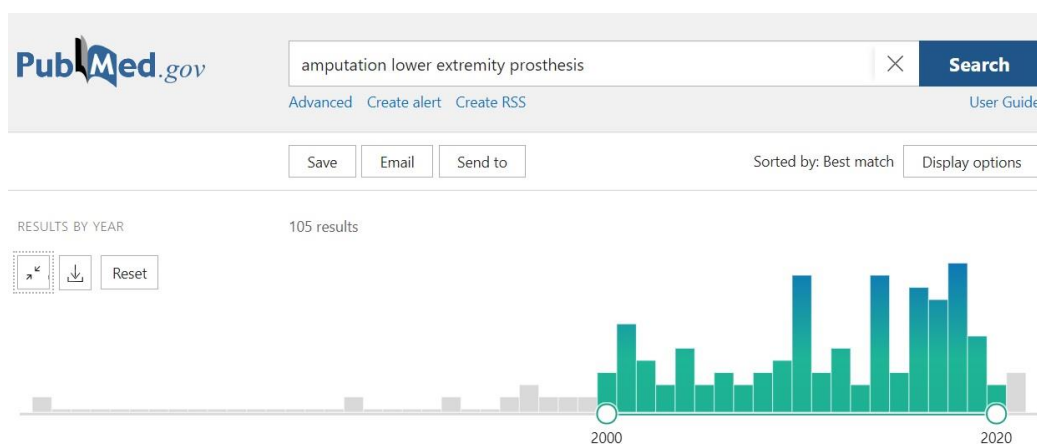 PubMed.gov
amputation lower extremity prosthesis
Search
Advanced Create alert Create RSS
User Guide
Save Email Send to
Sorted by: Best match Display options
RESULTS BY YEAR
105 results
Reset
2000 2020